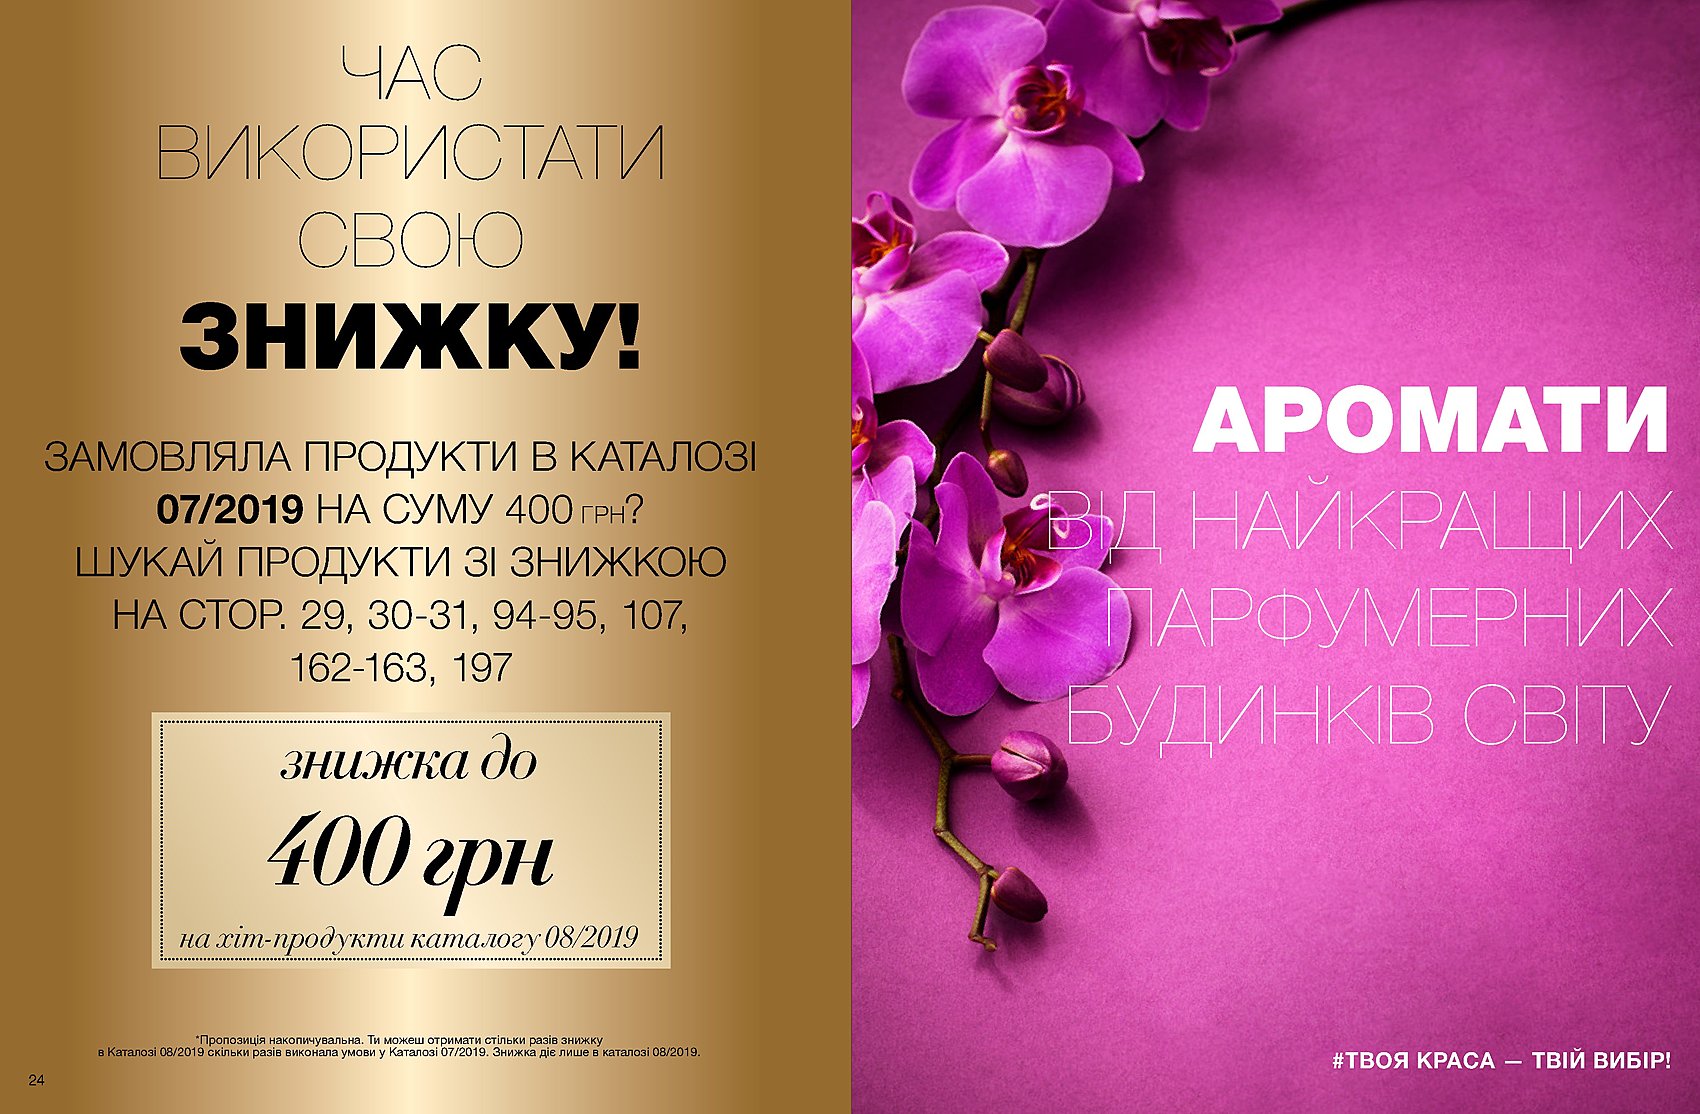 ЧАС
ВИКОРИСТАТИ
СВОЮ
ЗНИЖКУ!
ЗАМОВЛЯЛА ПРОДУКТИ В КАТАЛОЗІ
07/2019 НА СУМУ 400 ГРН?
ШУКАЙ ПРОДУКТИ ЗІ ЗНИЖКОЮ
НА СТОР. 29, 30-31, 94-95, 107,
162-163, 197
знижка до
400 грн
на хіт-продукти каталогу 08/2019
*Пропозиція накопичувальна. Ти можеш отримати стільки разів знижку
в Каталозі 08/2019 скільки разів виконала умови у Каталозі 07/2019. Знижка діє лише в каталозі 08/2019.
24
АРОМАТИ
ВІД НАЙКРАЩИХ
ПАРФУМЕРНИХ
БУДИНКІВ СВІТУ
#ТВОЯ КРАСА — ТВІЙ ВИБІР!